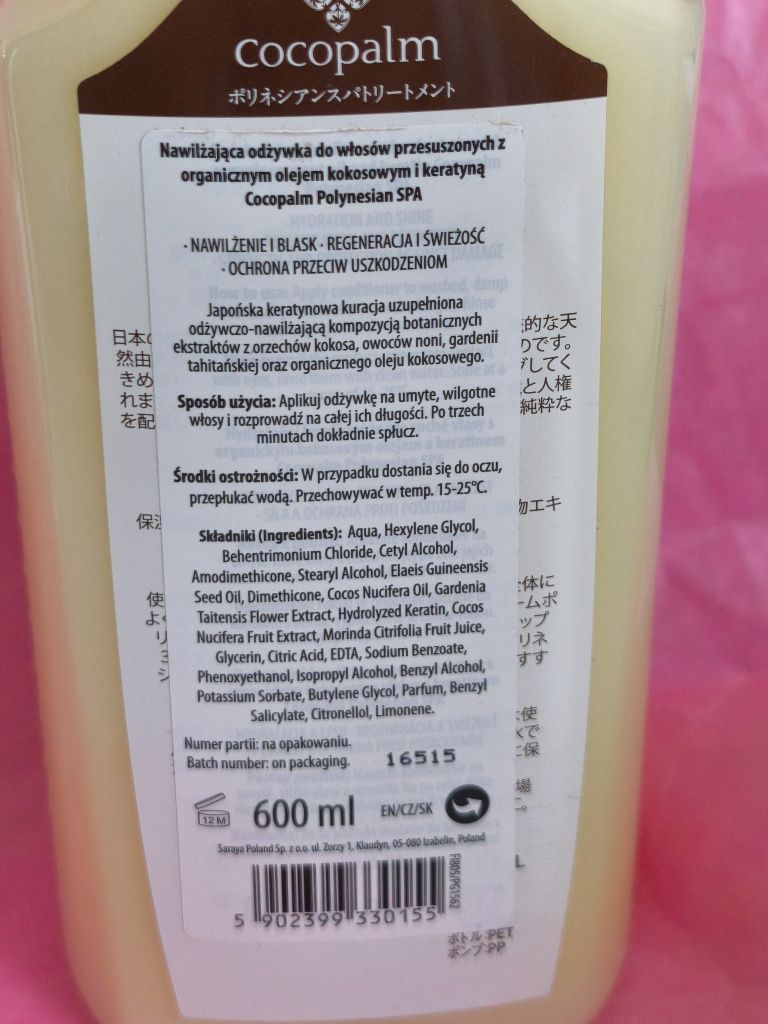 cocopalm
ポリネシアンスパトリートメント
Nawilżająca odżywka do włosów przesuszonych z
organicznym olejem kokosowym i keratyną
Cocopalm Polynesian SPA
· NAWILŻENIE I BLASK · REGENERACJA I ŚWIEŻOŚĆ
· OCHRONA PRZECIW USZKODZENIOM
Japońska keratynowa kuracja uzupełniona
odżywczo-nawilżającą kompozycją botanicznych
ekstraktów z orzechów kokosa, owoców noni, gardenii
tahitańskiej oraz organicznego oleju kokosowego.
Sposób użycia: Aplikuj odżywkę na umyte, wilgotne
włosy i rozprowadź na całej ich długości. Po trzech
minutach dokładnie spłucz.
Środki ostrożności: W przypadku dostania się do oczu,
przepłukać wodą. Przechowywać w temp. 15-25°C.
Składniki (Ingredients): Aqua, Hexylene Glycol,
Behentrimonium Chloride, Cetyl Alcohol,
Amodimethicone, Stearyl Alcohol, Elaeis Guineensis
Seed Oil, Dimethicone, Cocos Nucifera Oil, Gardenia
Taitensis Flower Extract, Hydrolyzed Keratin, Cocos
Nucifera Fruit Extract, Morinda Citrifolia Fruit Juice,
Glycerin, Citric Acid, EDTA, Sodium Benzoate,
Phenoxyethanol, Isopropyl Alcohol, Benzyl Alcohol,
Potassium Sorbate, Butylene Glycol, Parfum, Benzyl
Salicylate, Citronellol, Limonene.
Numer partii: na opakowaniu.
Batch number: on packaging. 16515
12 M 600 ml EN/CZ/SK
Saraya Poland Sp. z o.o. ul. Zorzy 1, Klaudyn, 05-080 Izabelin, Poland
FI805/PG1562
5 902399 330155
ボトル:PET
ポンプ:PP